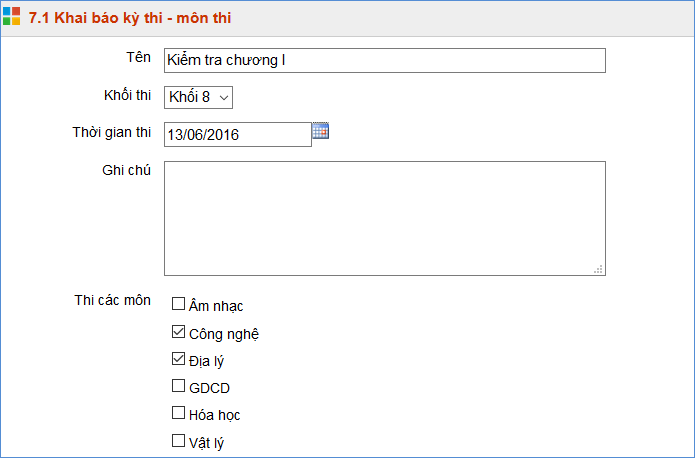 7.1 Khai báo kỳ thi - môn thi
Tên Kiểm tra chương I
Khối thi Khối 8
Thời gian thi 13/06/2016
Ghi chú
Thi các môn Âm nhạc
Công nghệ
Địa lý
GDCD
Hóa học
Vật lý